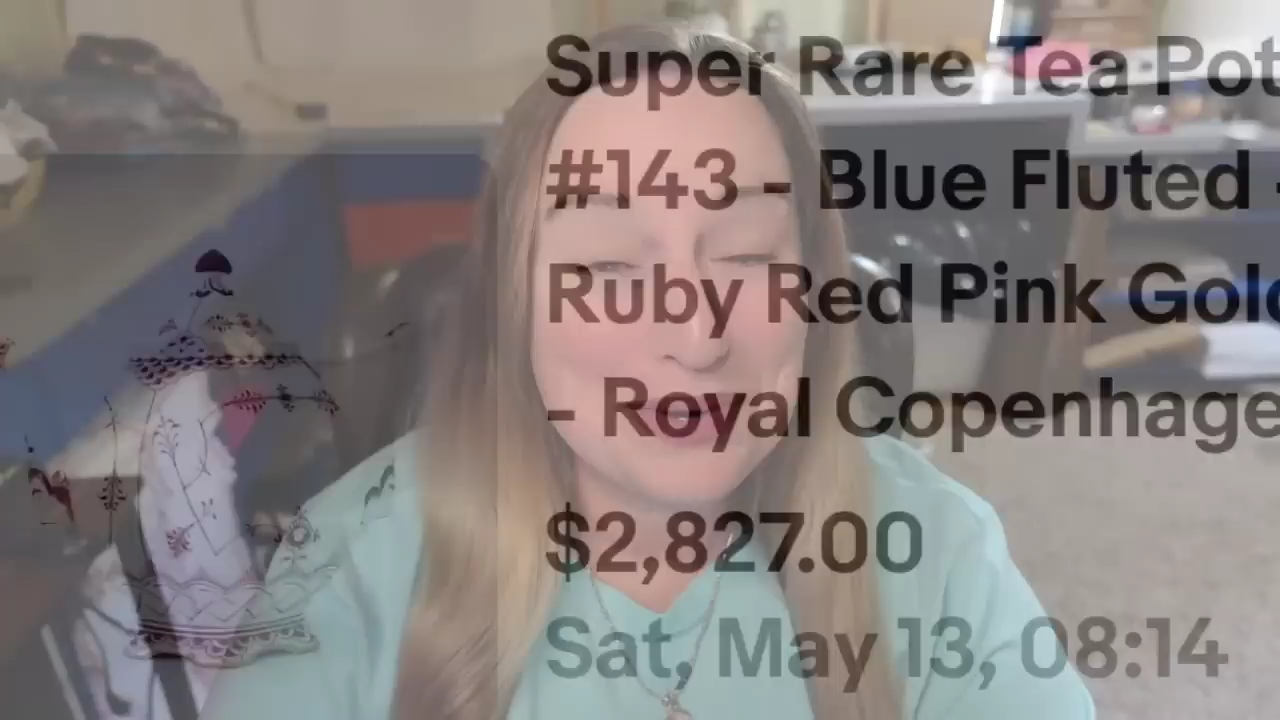 Super Rare Tea Pot
#143 - Blue Fluted -
Ruby Red Pink Gold
- Royal Copenhage
$2,827.00
Sat, May 13, 08:14